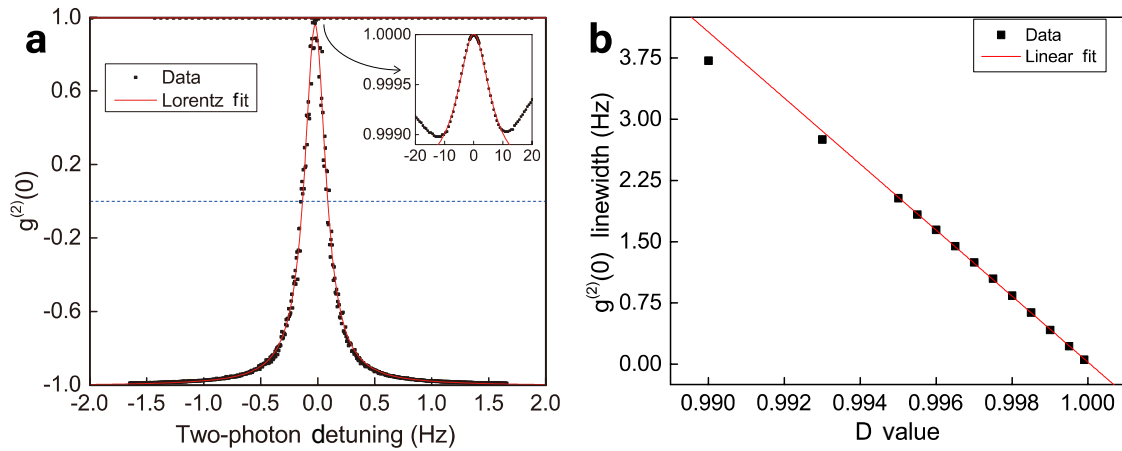 a
1.0
0.6
0.2
-0.2
-0.6
-1.0
g(2)(0)
Data
Lorentz fit
1.0000
0.9995
0.9990
-20 -10 0 10 20
-2.0 -1.5 -1.0 -0.5 0.0 0.5 1.0 1.5 2.0
Two-photon detuning (Hz)
b
3.75
3.00
2.25
1.50
0.75
0.00
g(2)(0) linewidth (Hz)
Data
Linear fit
0.990 0.992 0.994 0.996 0.998 1.000
D value